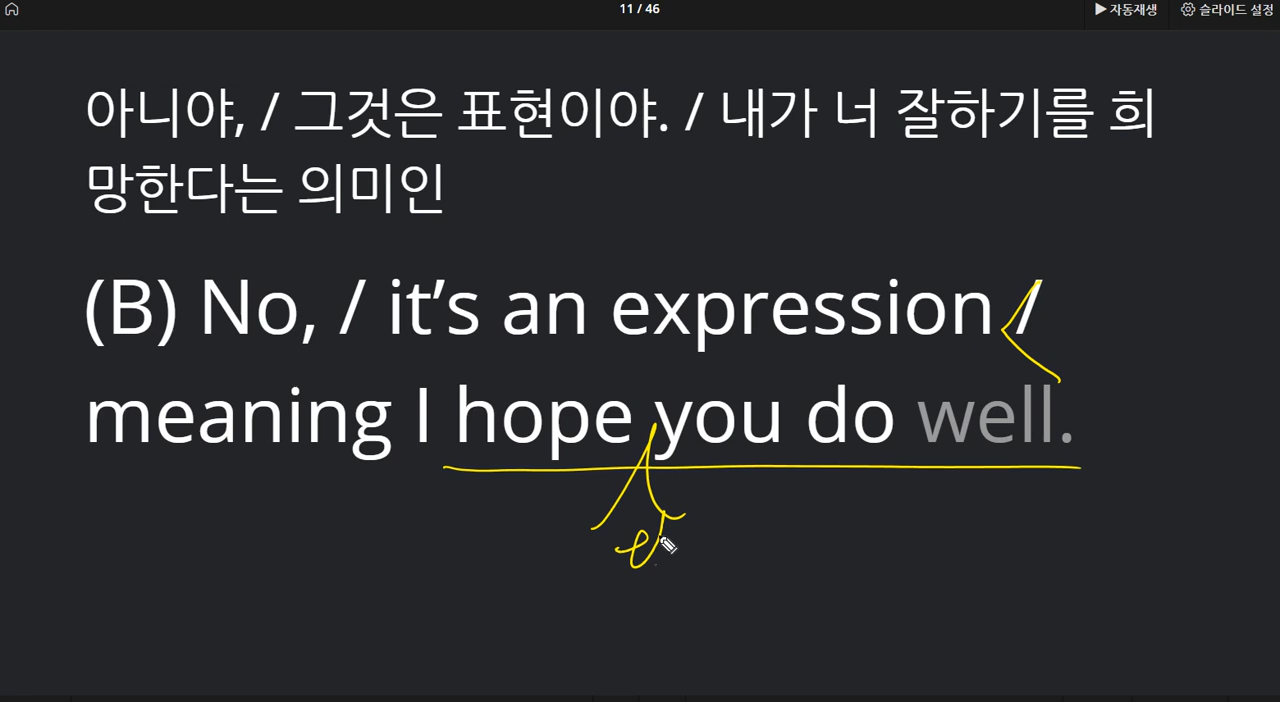 11 / 46
▶ 자동재생
슬라이드 설정
아니야, / 그것은 표현이야. / 내가 너 잘하기를 희
망한다는 의미인
(B) No, / it’s an expression /
meaning I hope you do well.